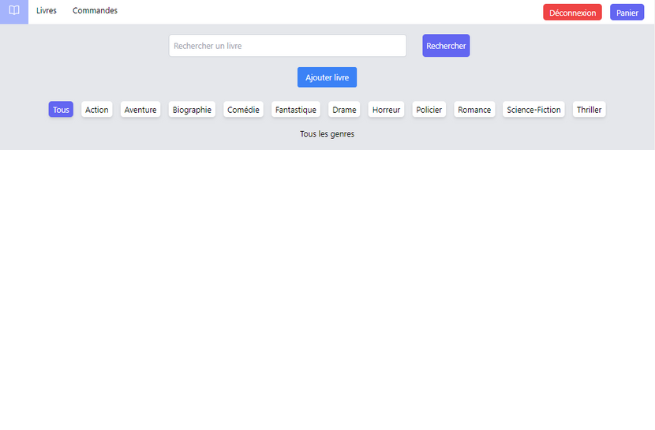 Livres Commandes Déconnexion Panier
Rechercher un livre Rechercher
Ajouter livre
Tous Action Aventure Biographie Comédie Fantastique Drame Horreur Policier Romance Science-Fiction Thriller
Tous les genres